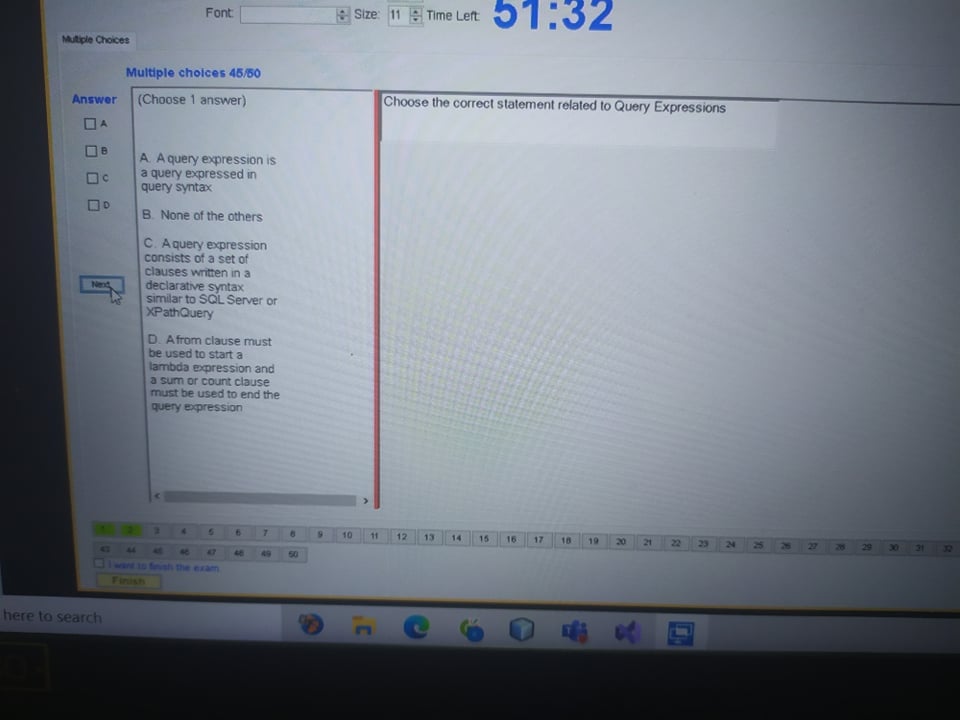 Font: Size: 11 Time Left: 51:32
Multiple Choices
Multiple choices 45/50
Answer
A
B
C
D
Next
(Choose 1 answer)
A. A query expression is
a query expressed in
query syntax
B. None of the others
C. A query expression
consists of a set of
clauses written in a
declarative syntax
similar to SQL Server or
XPathQuery
D. A from clause must
be used to start a
lambda expression and
a sum or count clause
must be used to end the
query expression
Choose the correct statement related to Query Expressions
1 2 3 4 5 6 7 8 9 10 11 12 13 14 15 16 17 18 19 20 21 22 23 24 25 26 27 28 29 30 31 32
43 44 45 46 47 48 49 50
I want to finish the exam.
Finish
here to search